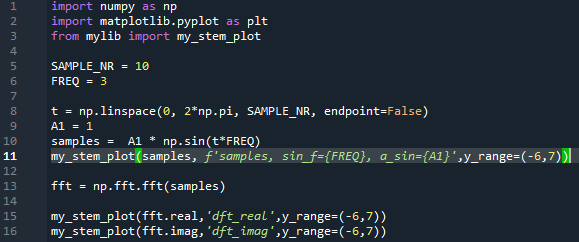 1 import numpy as np
2 import matplotlib.pyplot as plt
3 from mylib import my_stem_plot
4
5 SAMPLE_NR = 10
6 FREQ = 3
7
8 t = np.linspace(0, 2*np.pi, SAMPLE_NR, endpoint=False)
9 A1 = 1
10 samples =  A1 * np.sin(t*FREQ)
11 my_stem_plot(samples, f'samples, sin_f={FREQ}, a_sin={A1}',y_range=(-6,7))
12
13 fft = np.fft.fft(samples)
14
15 my_stem_plot(fft.real,'dft_real',y_range=(-6,7))
16 my_stem_plot(fft.imag,'dft_imag',y_range=(-6,7))